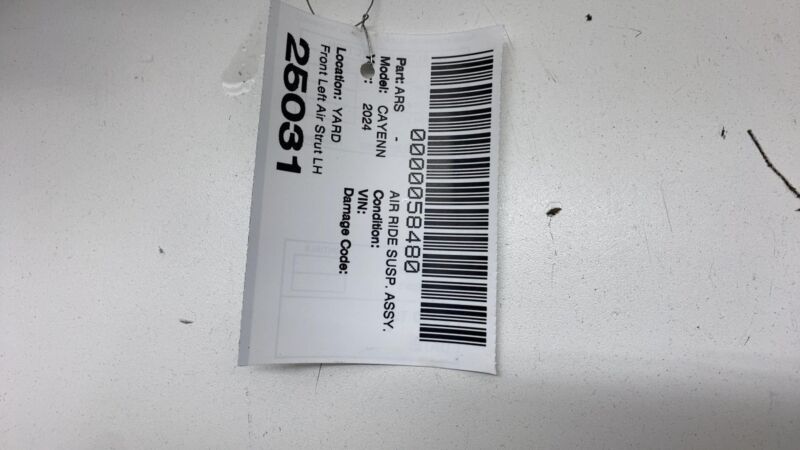 0000058480
Part: ARS - AIR RIDE SUSP. ASSY.
Model: CAYENN Condition:
2024 VIN:
Damage Code:
Location: YARD
Front Left Air Strut LH
25031